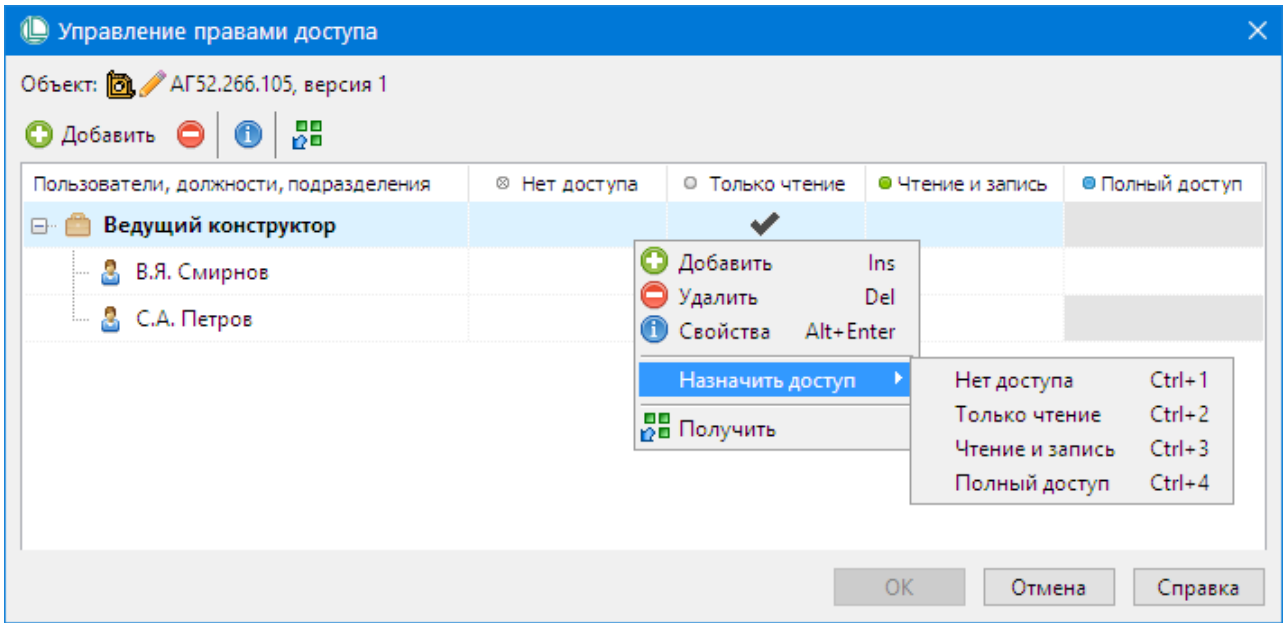 Управление правами доступа
Объект: АГ52.266.105, версия 1
Добавить
Пользователи, должности, подразделения Нет доступа Только чтение Чтение и запись Полный доступ
Ведущий конструктор
В.Я. Смирнов
С.А. Петров
Добавить Ins
Удалить Del
Свойства Alt+Enter
Назначить доступ
Получить
Нет доступа Ctrl+1
Только чтение Ctrl+2
Чтение и запись Ctrl+3
Полный доступ Ctrl+4
OK Отмена Справка